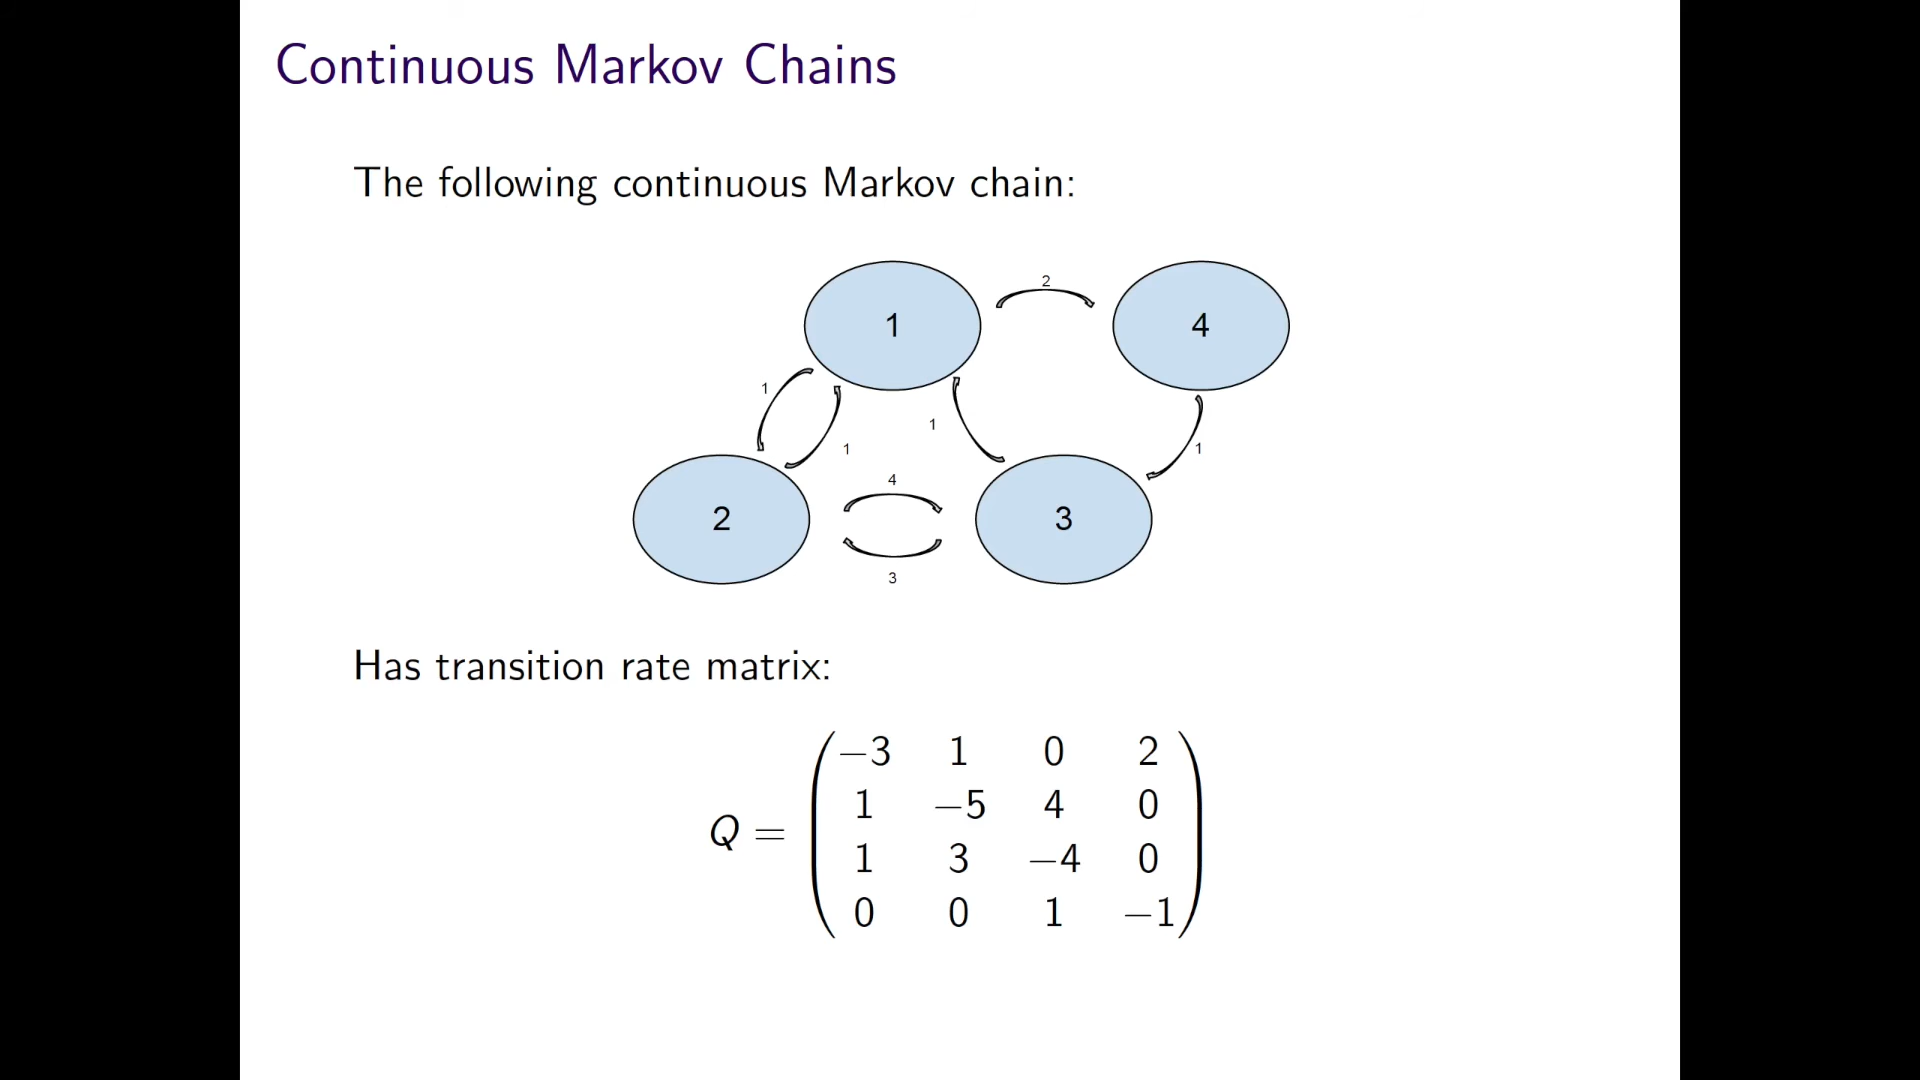 Continuous Markov Chains
The following continuous Markov chain:
2
1
4
1
1
1
1
4
2
3
3
Has transition rate matrix:
−3 1 0 2
1 −5 4 0
Q =
1 3 −4 0
0 0 1 −1